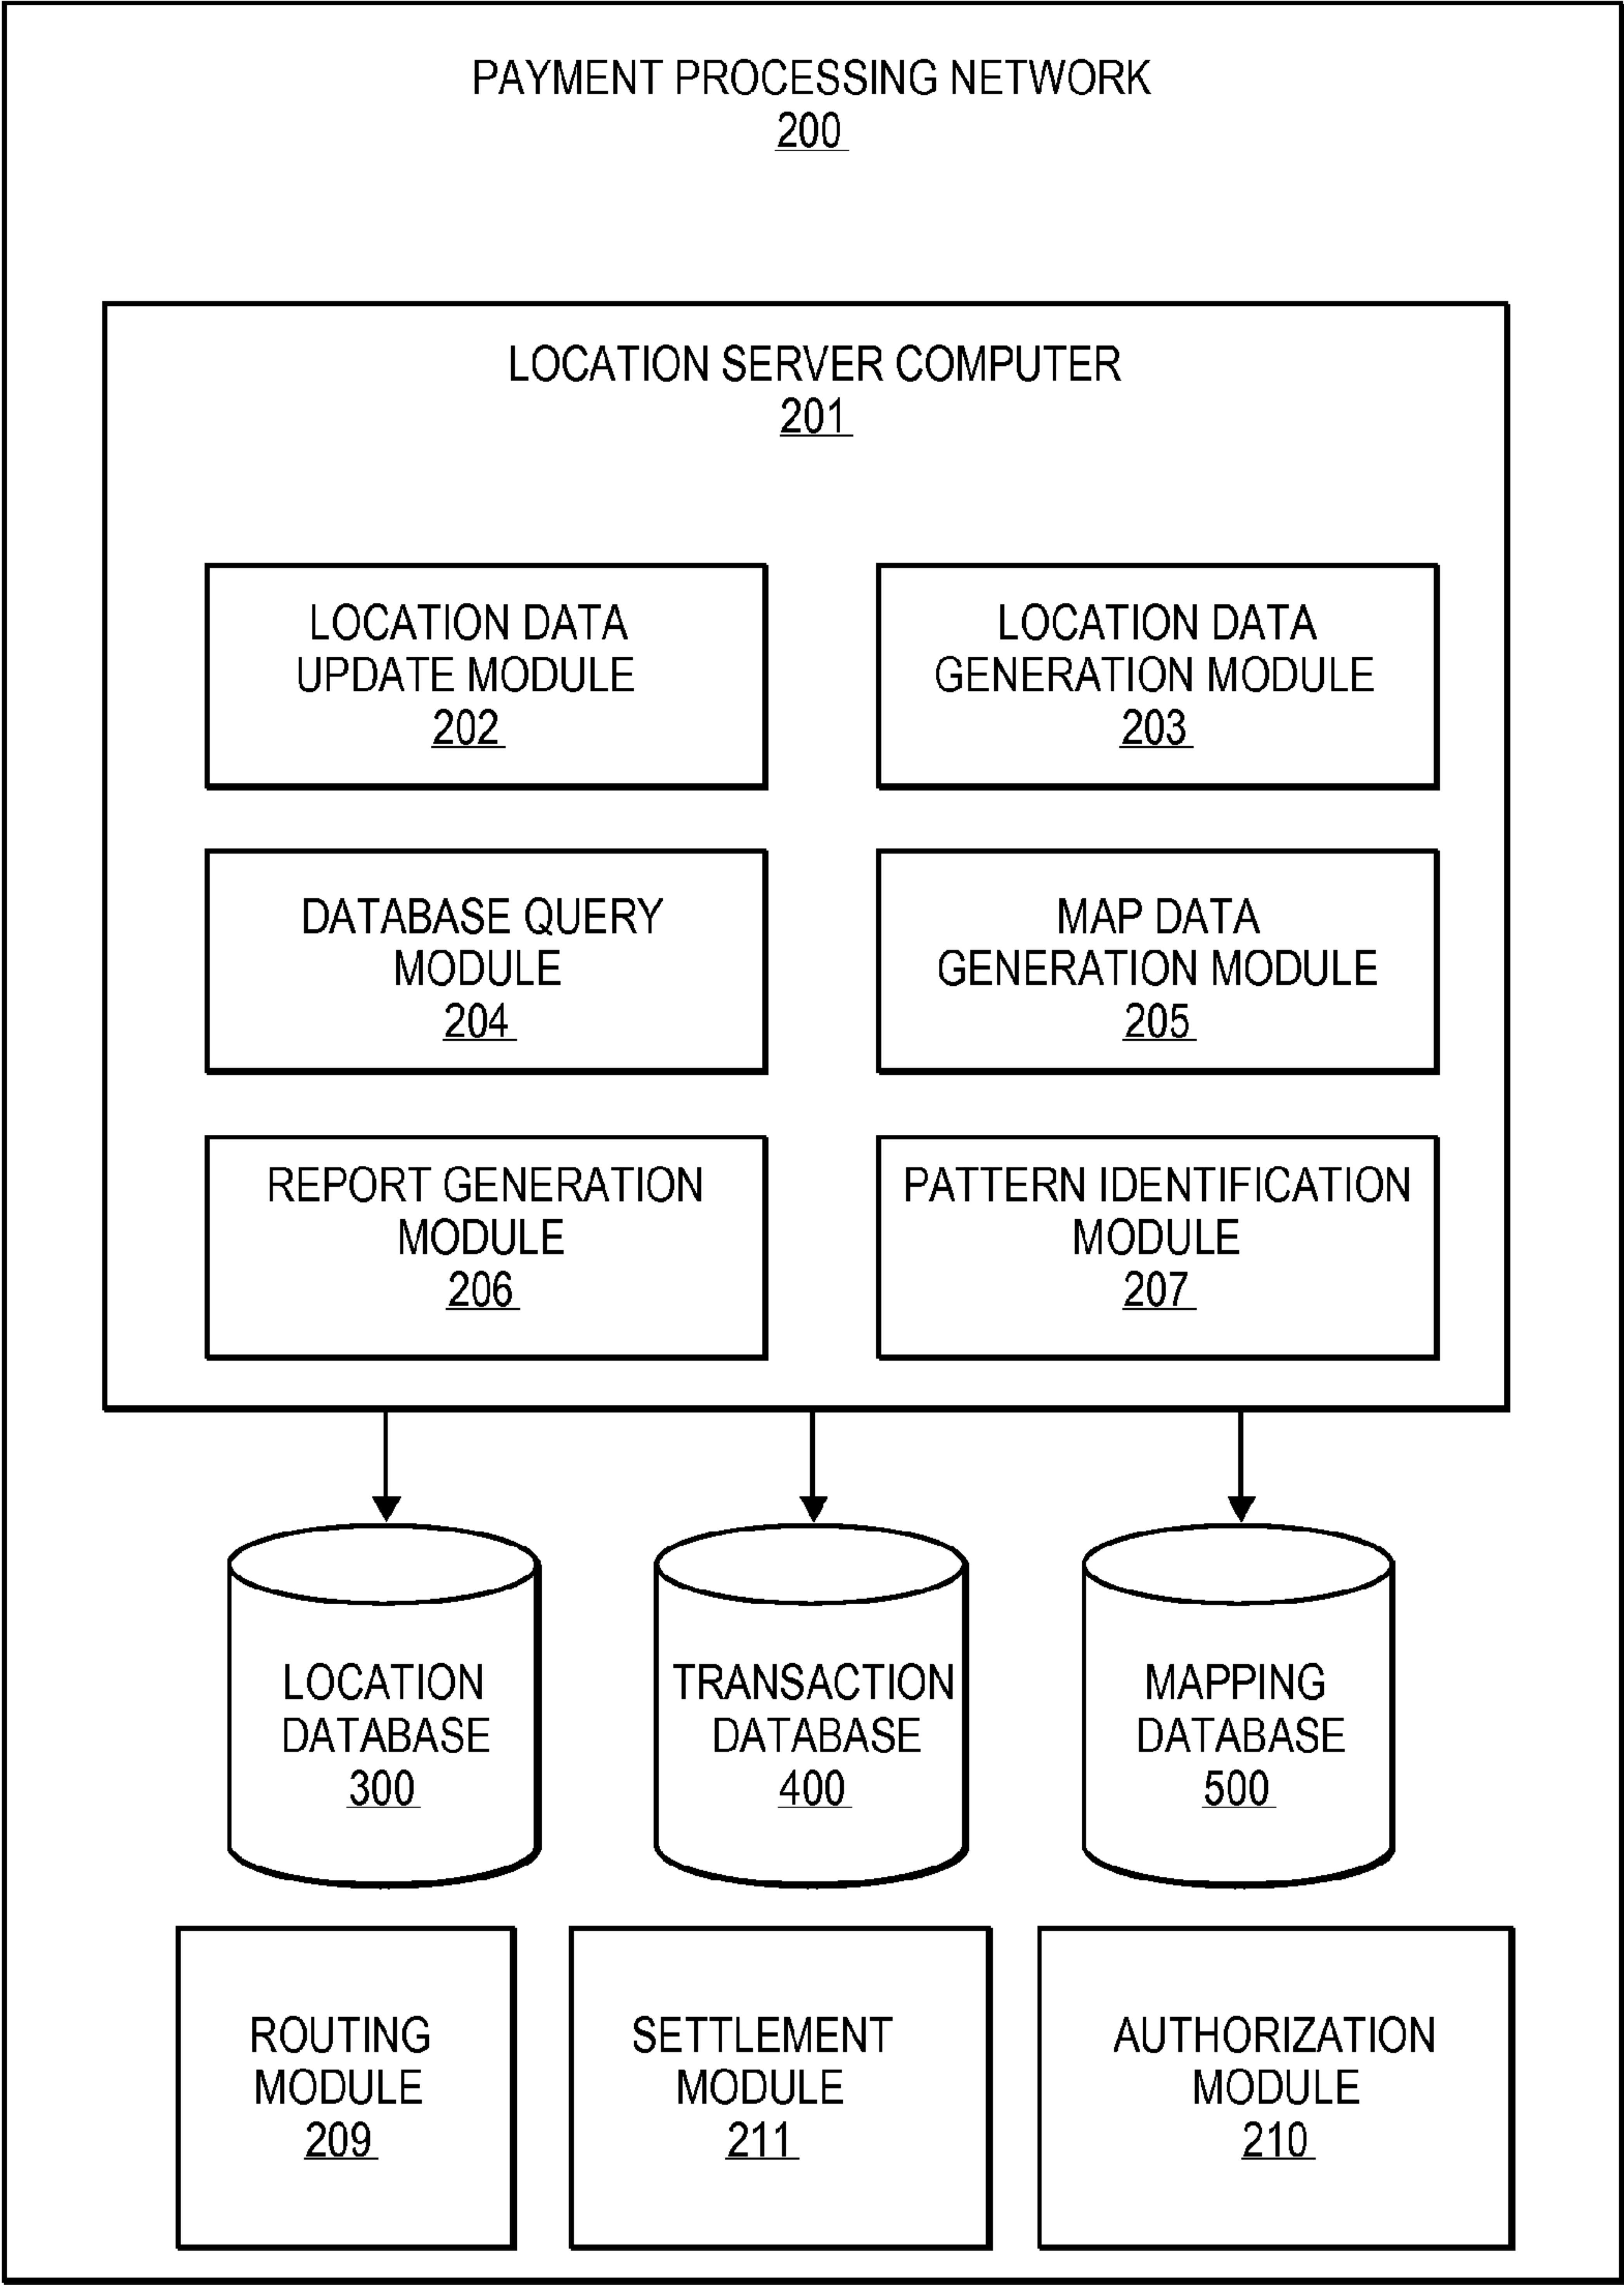 PAYMENT PROCESSING NETWORK
200
LOCATION SERVER COMPUTER
201
LOCATION DATA
UPDATE MODULE
202
LOCATION DATA
GENERATION MODULE
203
DATABASE QUERY
MODULE
204
MAP DATA
GENERATION MODULE
205
REPORT GENERATION
MODULE
206
PATTERN IDENTIFICATION
MODULE
207
LOCATION
DATABASE
300
TRANSACTION
DATABASE
400
MAPPING
DATABASE
500
ROUTING
MODULE
209
SETTLEMENT
MODULE
211
AUTHORIZATION
MODULE
210